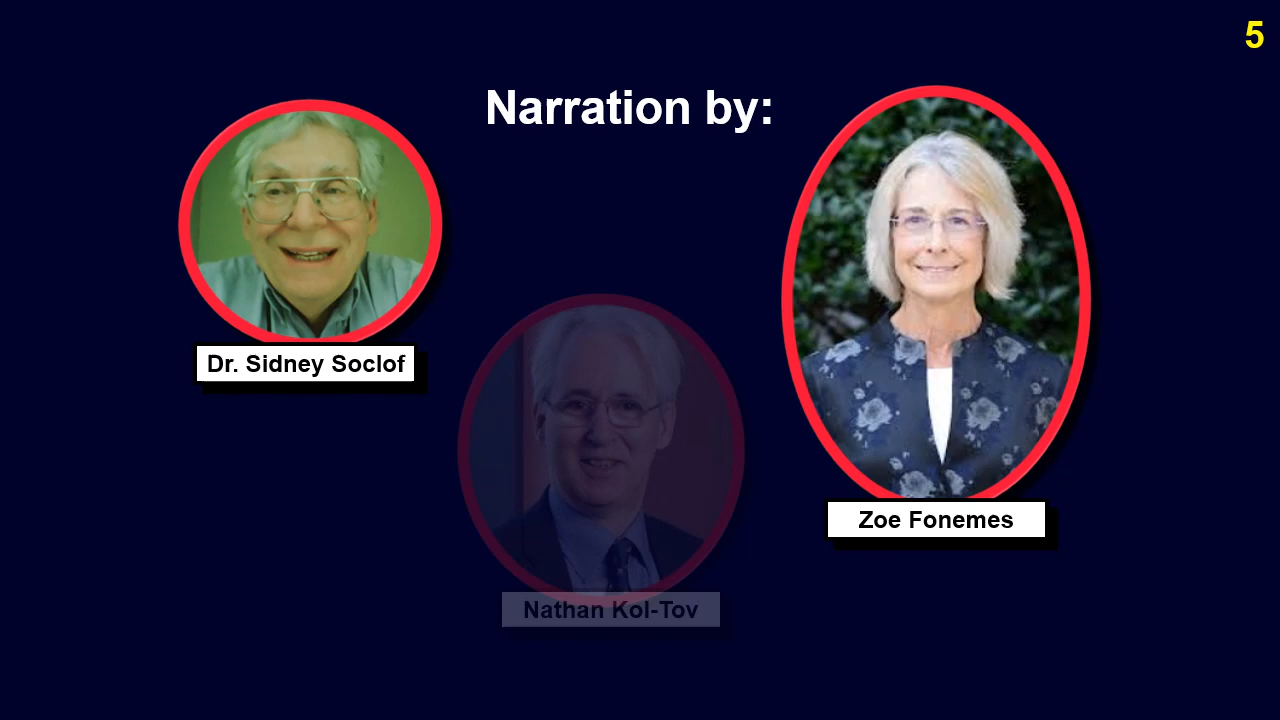 5
Narration by:
Dr. Sidney Soclof
Zoe Fonemes
Nathan Kol-Tov